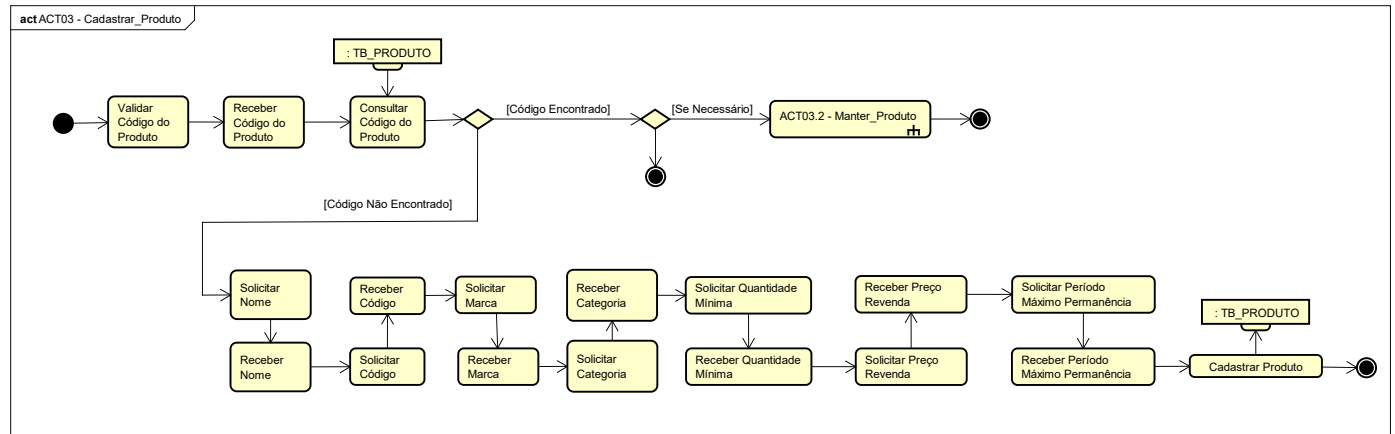 act ACT03 - Cadastrar_Produto
: TB_PRODUTO
Validar
Código do
Produto
Receber
Código do
Produto
Consultar
Código do
Produto
[Código Encontrado]
[Se Necessário]
ACT03.2 - Manter_Produto
[Código Não Encontrado]
Solicitar
Nome
Receber
Nome
Solicitar
Código
Receber
Código
Solicitar
Marca
Receber
Marca
Solicitar
Categoria
Receber
Categoria
Solicitar Quantidade
Mínima
Receber Quantidade
Mínima
Solicitar Preço
Revenda
Receber Preço
Revenda
Solicitar Período
Máximo Permanência
Receber Período
Máximo Permanência
: TB_PRODUTO
Cadastrar Produto